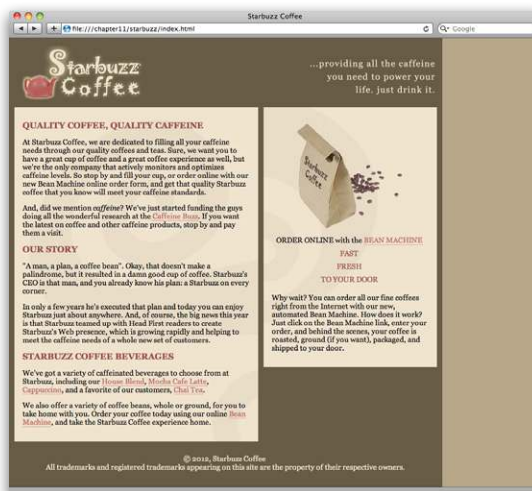 Starbuzz Coffee
file:///chapter11/starbuzz/index.html
Google
Starbuzz
Coffee
...providing all the caffeine
you need to power your
life. just drink it.
QUALITY COFFEE, QUALITY CAFFEINE
At Starbuzz Coffee, we are dedicated to filling all your caffeine
needs through our quality coffees and teas. Sure, we want you to
have a great cup of coffee and a great coffee experience as well, but
we're the only company that actively monitors and optimizes
caffeine levels. So stop by and fill your cup, or order online with our
new Bean Machine online order form, and get that quality Starbuzz
coffee that you know will meet your caffeine standards.
And, did we mention caffeine? We've just started funding the guys
doing all the wonderful research at the Caffeine Buzz. If you want
the latest on coffee and other caffeine products, stop by and pay
them a visit.
OUR STORY
"A man, a plan, a coffee bean". Okay, that doesn't make a
palindrome, but it resulted in a damn good cup of coffee. Starbuzz's
CEO is that man, and you already know his plan: a Starbuzz on every
corner.
In only a few years he's executed that plan and today you can enjoy
Starbuzz just about anywhere. And, of course, the big news this year
is that Starbuzz teamed up with Head First readers to create
Starbuzz's Web presence, which is growing rapidly and helping to
meet the caffeine needs of a whole new set of customers.
STARBUZZ COFFEE BEVERAGES
We've got a variety of caffeinated beverages to choose from at
Starbuzz, including our House Blend, Mocha Cafe Latte,
Cappuccino, and a favorite of our customers, Chai Tea.
We also offer a variety of coffee beans, whole or ground, for you to
take home with you. Order your coffee today using our online Bean
Machine, and take the Starbuzz Coffee experience home.
Starbuzz
Coffee
ORDER ONLINE with the BEAN MACHINE
FAST
FRESH
TO YOUR DOOR
Why wait? You can order all our fine coffees
right from the Internet with our new,
automated Bean Machine. How does it work?
Just click on the Bean Machine link, enter your
order, and behind the scenes, your coffee is
roasted, ground (if you want), packaged, and
shipped to your door.
© 2012, Starbuzz Coffee
All trademarks and registered trademarks appearing on this site are the property of their respective owners.